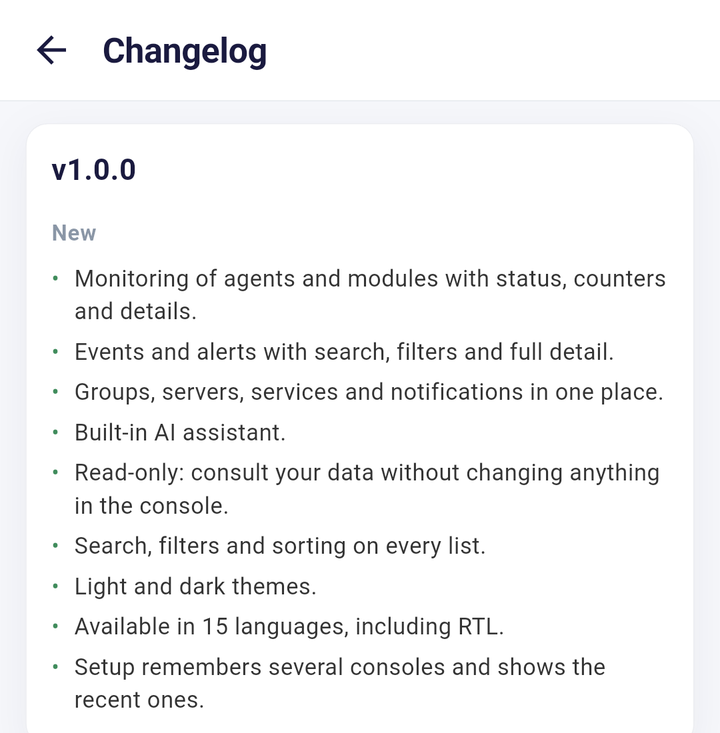 Changelog
v1.0.0
New
• Monitoring of agents and modules with status, counters
and details.
• Events and alerts with search, filters and full detail.
• Groups, servers, services and notifications in one place.
• Built-in AI assistant.
• Read-only: consult your data without changing anything
in the console.
• Search, filters and sorting on every list.
• Light and dark themes.
• Available in 15 languages, including RTL.
• Setup remembers several consoles and shows the
recent ones.